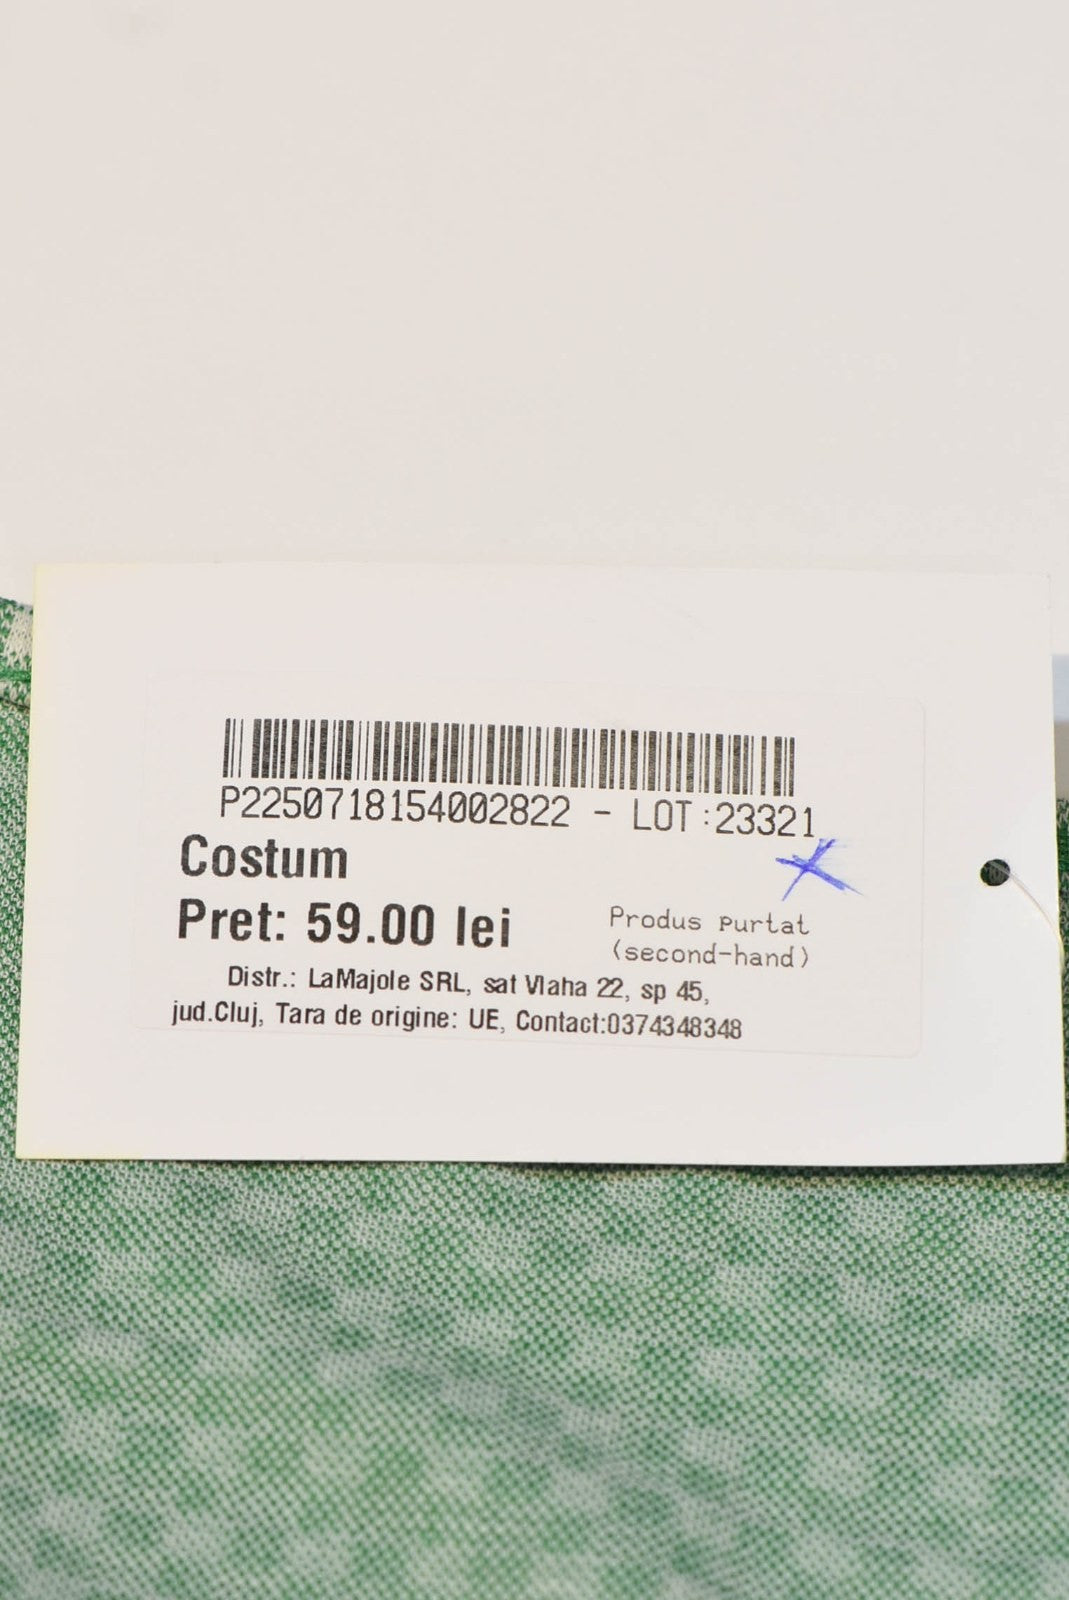 P2250718154002822 - LOT:23321
Costum
Pret: 59.00 lei
Produs purtat
(second-hand)
Distr.: LaMajole SRL, sat Vlaha 22, sp 45,
jud.Cluj, Tara de origine: UE, Contact:0374348348